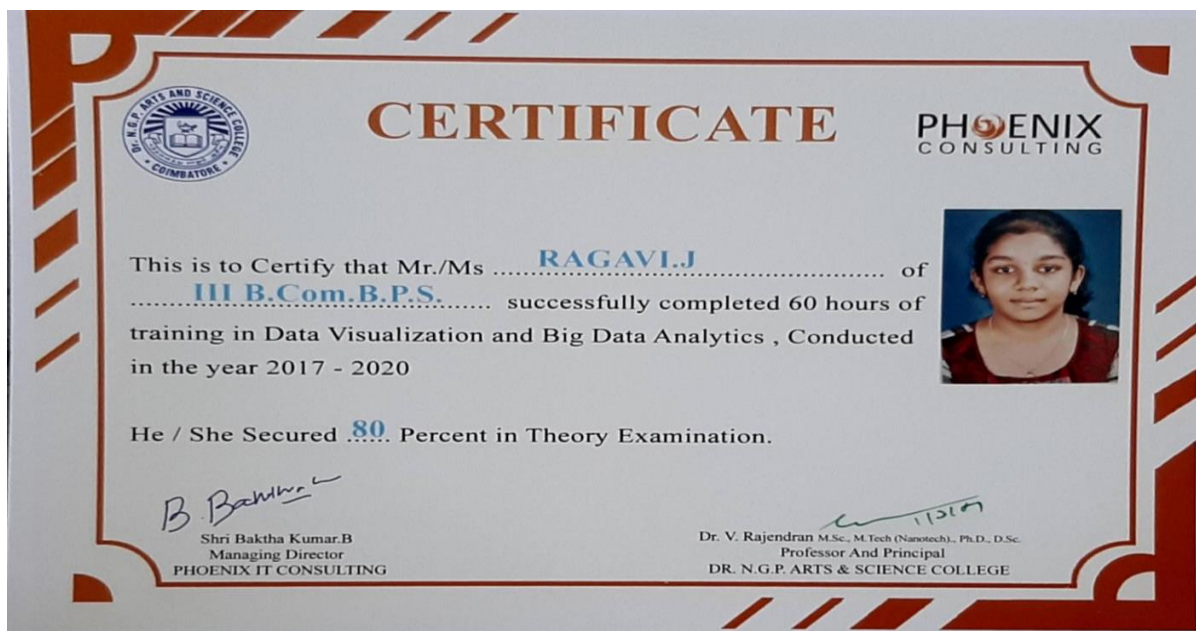 Dr. N.G.P. ARTS AND SCIENCE COLLEGE
COIMBATORE
CERTIFICATE
PHOENIX
CONSULTING
This is to Certify that Mr./Ms ..... RAGAVI.J ..... of
..... III B.Com.B.P.S. ..... successfully completed 60 hours of
training in Data Visualization and Big Data Analytics , Conducted
in the year 2017 - 2020
He / She Secured .80. Percent in Theory Examination.
B. 
Shri Baktha Kumar.B
Managing Director
PHOENIX IT CONSULTING
Dr. V. Rajendran M.Sc., M.Tech (Nanotech)., Ph.D., D.Sc.
Professor And Principal
DR. N.G.P. ARTS & SCIENCE COLLEGE